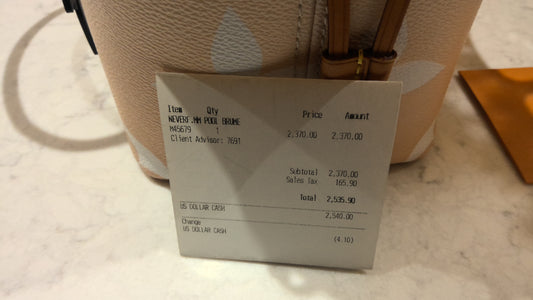 Item Qty Price Amount
NEVERF.MM POOL BRUME
M45679 1 2,370.00 2,370.00
Client Advisor: 7691
Subtotal 2,370.00
Sales Tax 165.90
Total 2,535.90
US DOLLAR CASH 2,540.00
Change
US DOLLAR CASH (4.10)